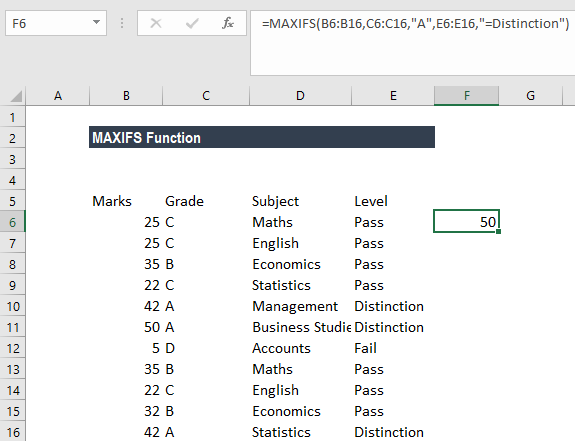 F6 fx =MAXIFS(B6:B16,C6:C16,"A",E6:E16,"=Distinction")
A B C D E F G
1
2 MAXIFS Function
3
4
5 Marks Grade Subject Level
6 25 C Maths Pass 50
7 25 C English Pass
8 35 B Economics Pass
9 22 C Statistics Pass
10 42 A Management Distinction
11 50 A Business Studie Distinction
12 5 D Accounts Fail
13 35 B Maths Pass
14 22 C English Pass
15 32 B Economics Pass
16 42 A Statistics Distinction